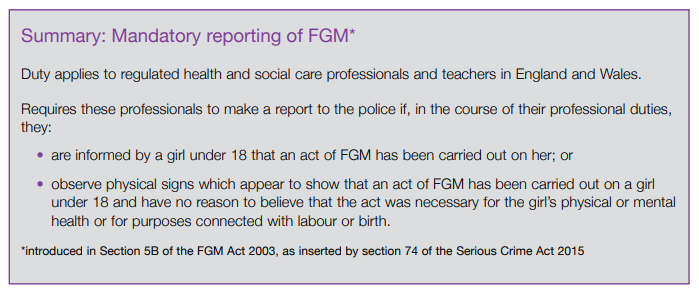 Summary: Mandatory reporting of FGM*
Duty applies to regulated health and social care professionals and teachers in England and Wales.
Requires these professionals to make a report to the police if, in the course of their professional duties,
they:
• are informed by a girl under 18 that an act of FGM has been carried out on her; or
• observe physical signs which appear to show that an act of FGM has been carried out on a girl
under 18 and have no reason to believe that the act was necessary for the girl's physical or mental
health or for purposes connected with labour or birth.
*introduced in Section 5B of the FGM Act 2003, as inserted by section 74 of the Serious Crime Act 2015